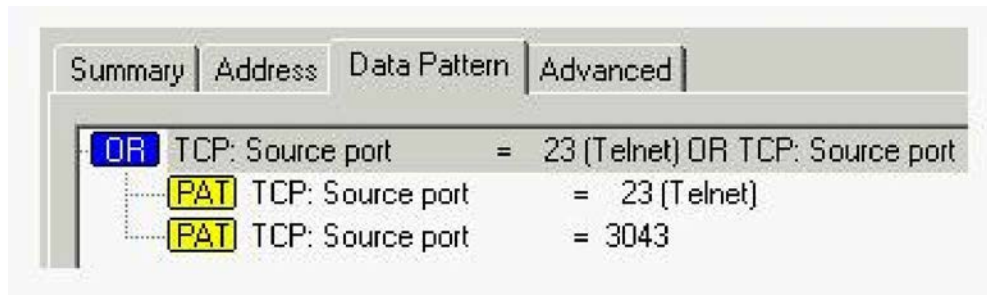 Summary Address Data Pattern Advanced
OR TCP: Source port = 23 (Telnet) OR TCP: Source port
PAT TCP: Source port = 23 (Telnet)
PAT TCP: Source port = 3043